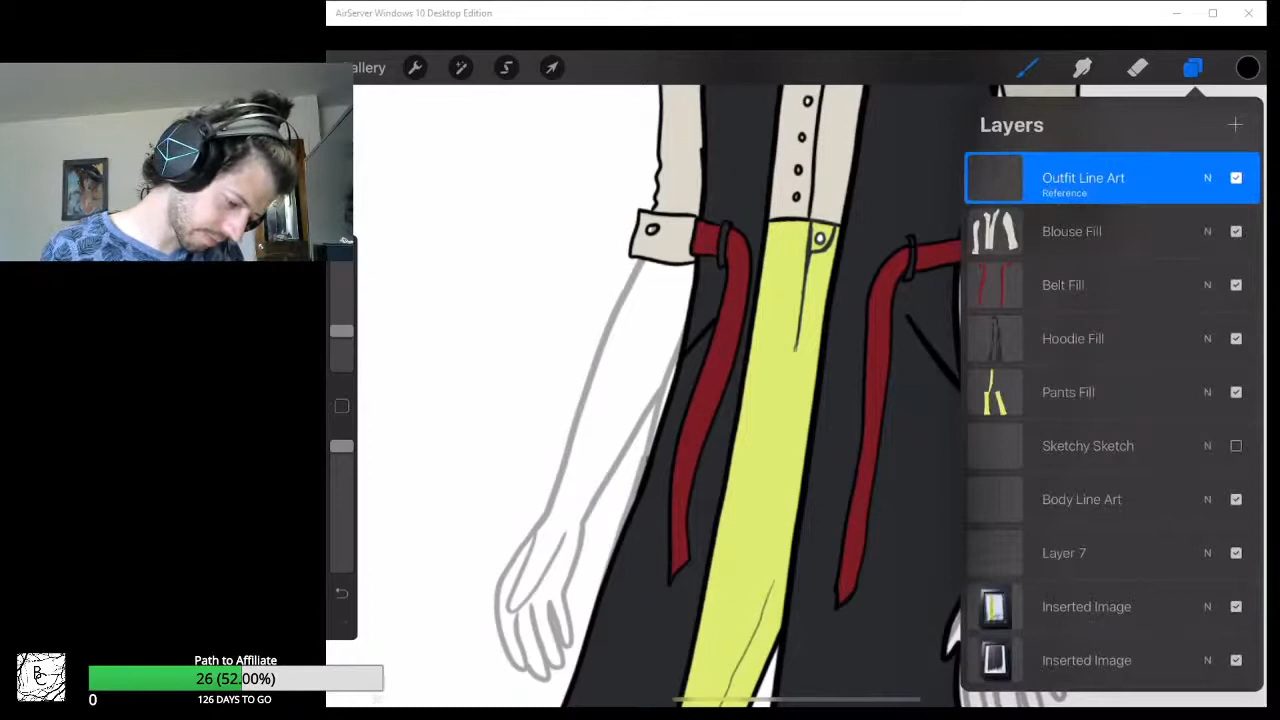 AirServer Windows 10 Desktop Edition
allery
Layers
Outfit Line Art
N
Reference
Blouse Fill
N
Belt Fill
N
Hoodie Fill
N
Pants Fill
N
Sketchy Sketch
N
Body Line Art
N
Layer 7
N
Inserted Image
N
Inserted Image
N
Path to Affiliate
26 (52.00%)
0
126 DAYS TO GO